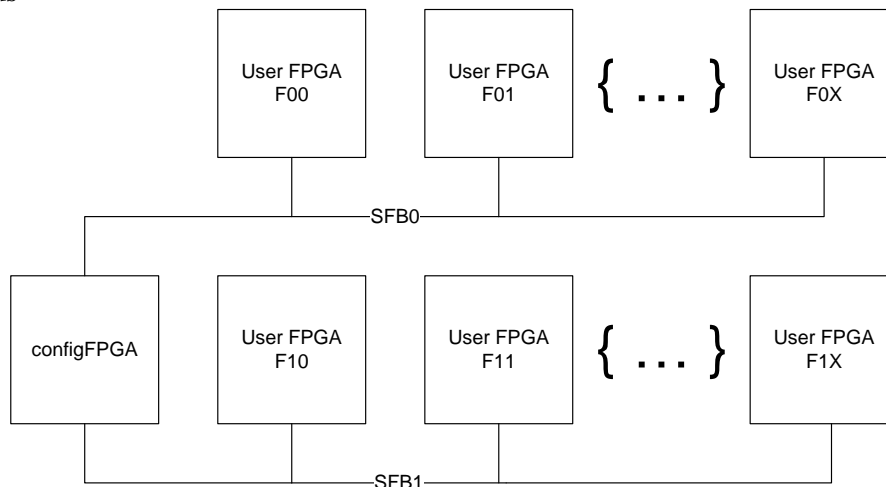 User FPGA
F00
User FPGA
F01
{ ... }
User FPGA
F0X
SFB0
configFPGA
User FPGA
F10
User FPGA
F11
{ ... }
User FPGA
F1X
SFB1